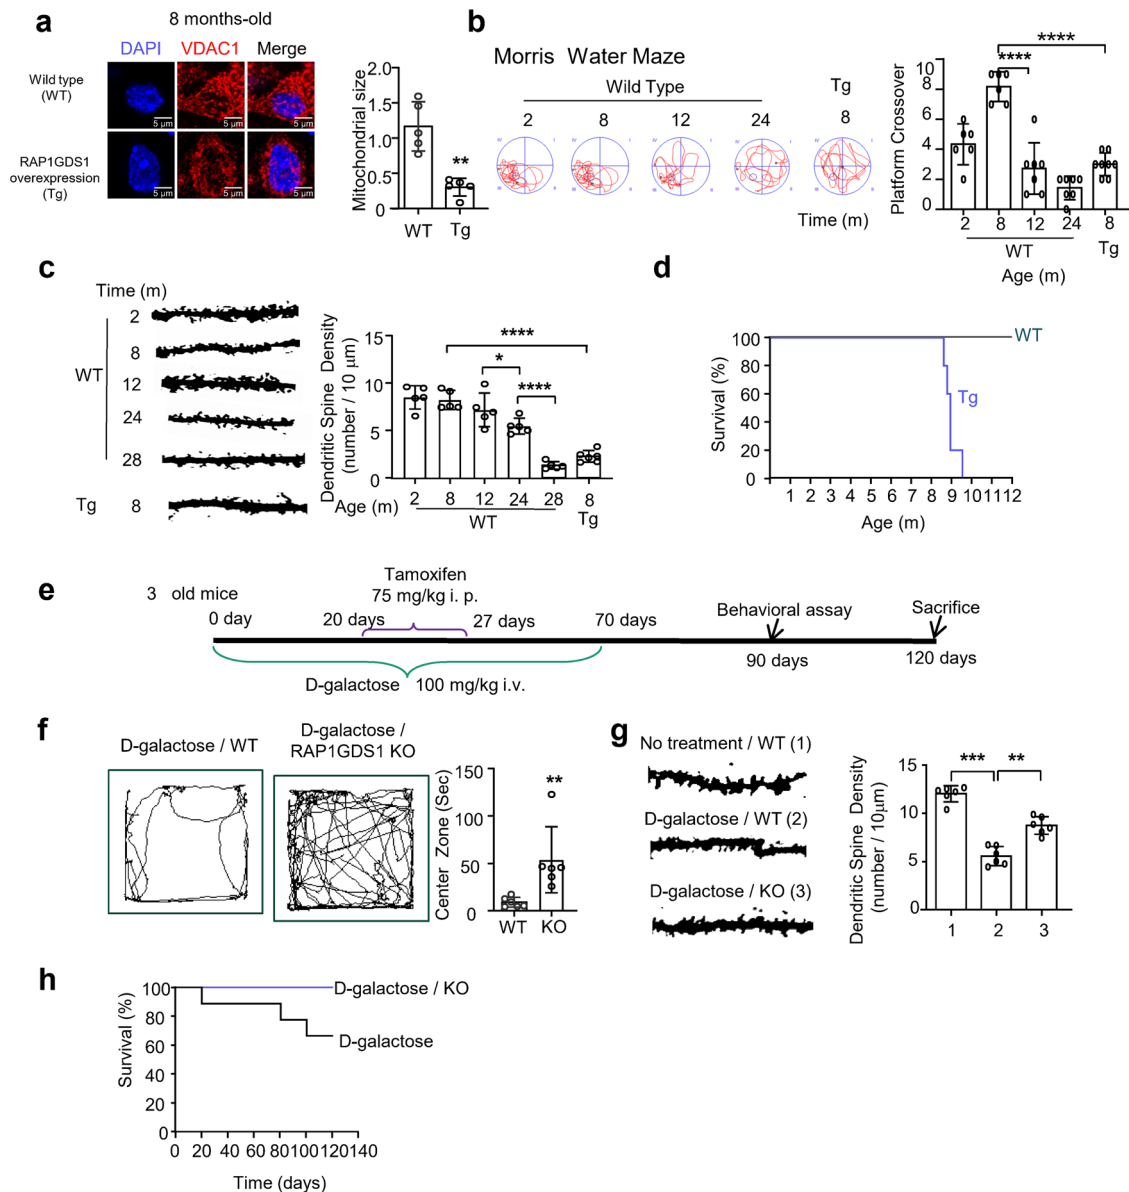 a
8 months-old
DAPI
VDAC1
Merge
Wild type
(WT)
5 µm
5 µm
5 µm
RAP1GDS1
overexpression
(Tg)
5 µm
5 µm
5 µm
Mitochondrial size
2.0
1.5
1.0
0.5
0
**
WT
Tg
b
Morris Water Maze
Wild Type
Tg
2
8
12
24
8
Time (m)
Platform Crossover
10
8
6
4
2
0
****
****
2
8
12
24
8
WT
Tg
Age (m)
c
Time (m)
2
8
WT
12
24
28
Tg
8
Dendritic Spine Density
(number / 10 µm)
15
10
5
0
****
*
****
2
8
12
24
28
8
Age (m)
WT
Tg
d
Survival (%)
100
80
60
40
20
0
WT
Tg
1 2 3 4 5 6 7 8 9 10 11 12
Age (m)
e
3 old mice
Tamoxifen
75 mg/kg i. p.
0 day
20 days
27 days
70 days
Behavioral assay
Sacrifice
90 days
120 days
D-galactose 100 mg/kg i.v.
f
D-galactose / WT
D-galactose /
RAP1GDS1 KO
Center Zone (Sec)
150
100
50
0
**
WT
KO
g
No treatment / WT (1)
D-galactose / WT (2)
D-galactose / KO (3)
Dendritic Spine Density
(number / 10µm)
15
10
5
0
***
**
1
2
3
h
Survival (%)
100
80
60
40
20
0
D-galactose / KO
D-galactose
0 20 40 60 80 100 120 140
Time (days)